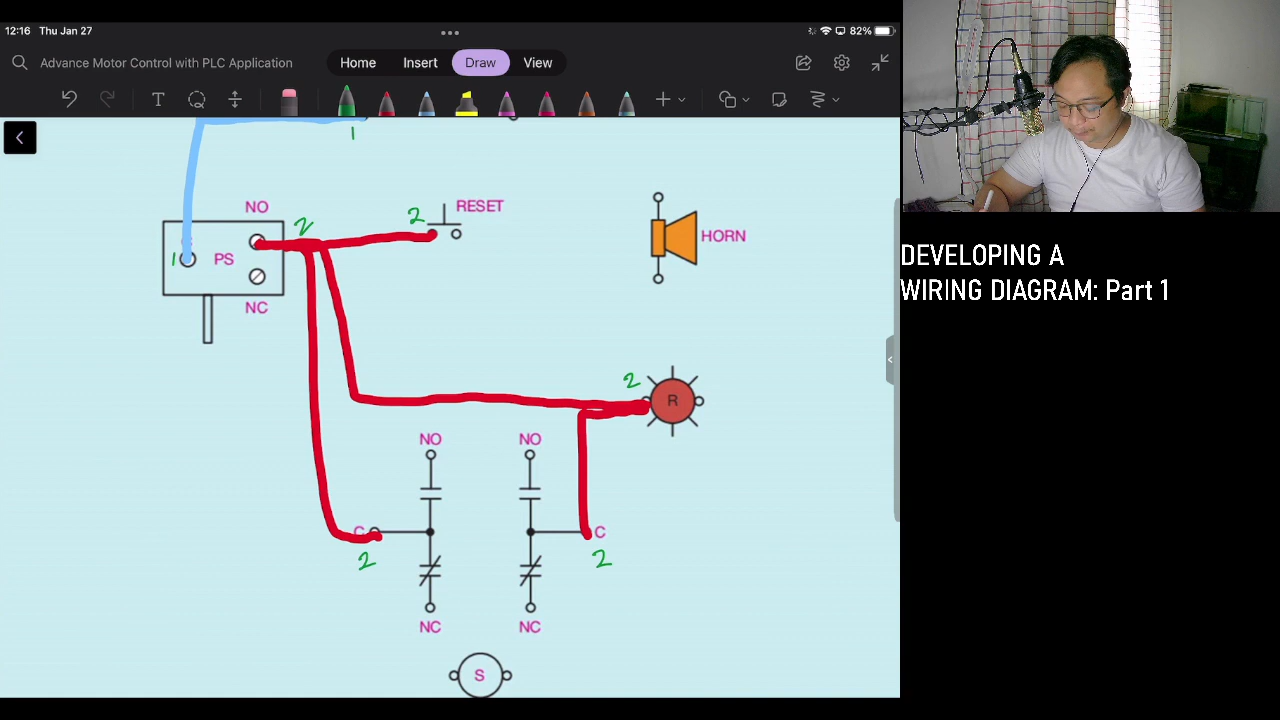 12:16 Thu Jan 27
82%
Advance Motor Control with PLC Application
Home Insert Draw View
T
1
NO
2
2
RESET
1
PS
HORN
NC
DEVELOPING A
WIRING DIAGRAM: Part 1
2
R
NO
NO
C
C
2
2
NC
NC
S